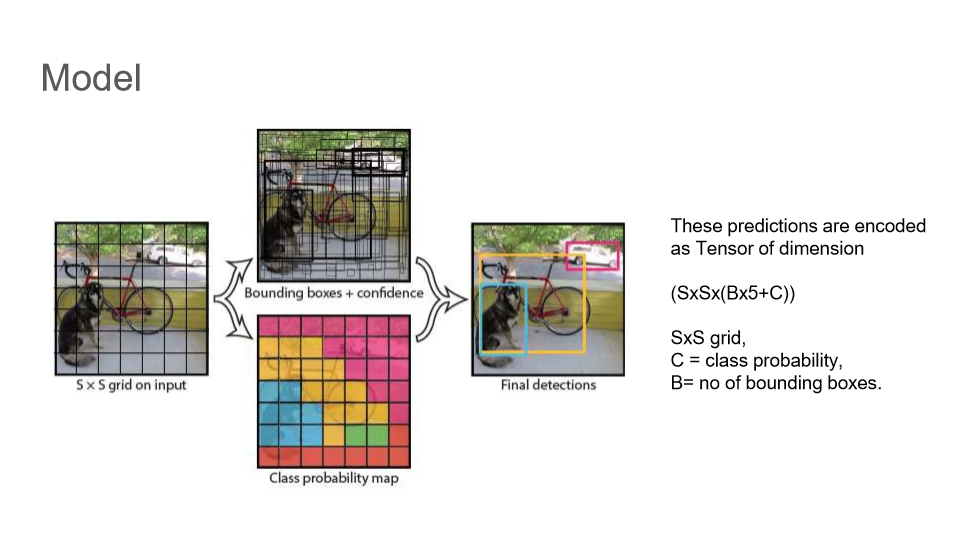 Model
Bounding boxes + confidence
S × S grid on input
Class probability map
Final detections
These predictions are encoded
as Tensor of dimension
(SxSx(Bx5+C))
SxS grid,
C = class probability,
B= no of bounding boxes.